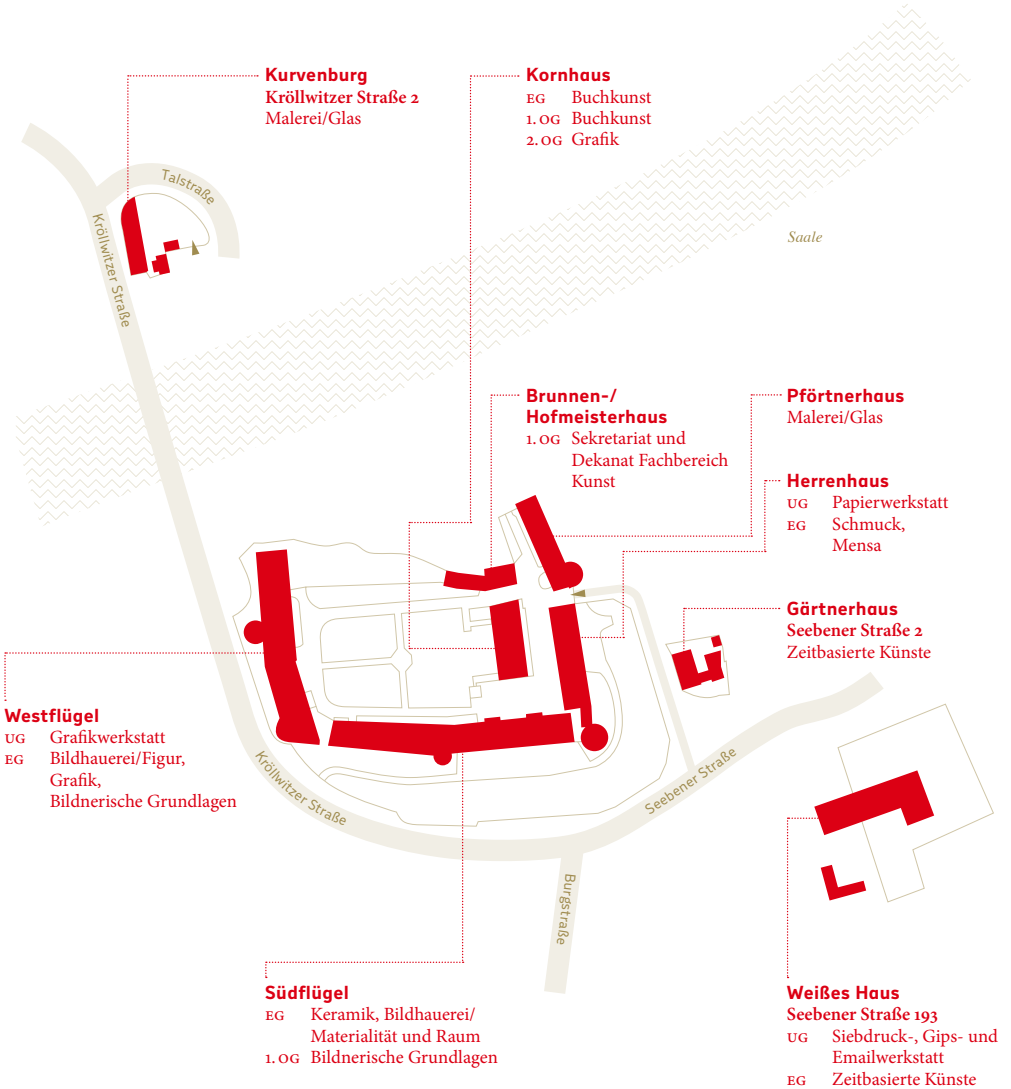 Kurvenburg
Kröllwitzer Straße 2
Malerei/Glas
Kornhaus
EG Buchkunst
1. OG Buchkunst
2. OG Grafik
Talstraße
Kröllwitzer Straße
Saale
Brunnen-/
Hofmeisterhaus
1. OG Sekretariat und
Dekanat Fachbereich
Kunst
Pförtnerhaus
Malerei/Glas
Herrenhaus
UG Papierwerkstatt
EG Schmuck,
Mensa
Gärtnerhaus
Seebener Straße 2
Zeitbasierte Künste
Westflügel
UG Grafikwerkstatt
EG Bildhauerei/Figur,
Grafik,
Bildnerische Grundlagen
Kröllwitzer Straße
Seebener Straße
Burgstraße
Südflügel
EG Keramik, Bildhauerei/
Materialität und Raum
1. OG Bildnerische Grundlagen
Weißes Haus
Seebener Straße 193
UG Siebdruck-, Gips- und
Emailwerkstatt
EG Zeitbasierte Künste